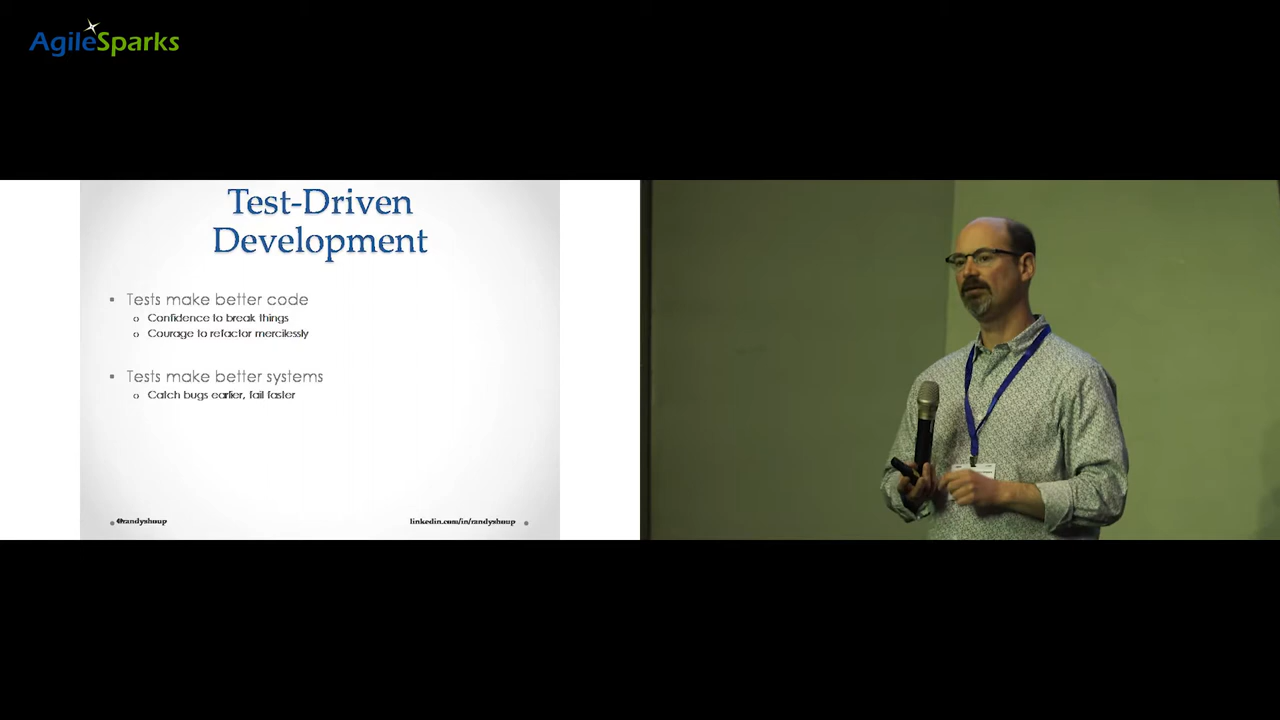 AgileSparks
Test-Driven
Development
Tests make better code
Confidence to break things
Courage to refactor mercilessly
Tests make better systems
Catch bugs earlier, fail faster
@randyshoup
linkedin.com/in/randyshoup